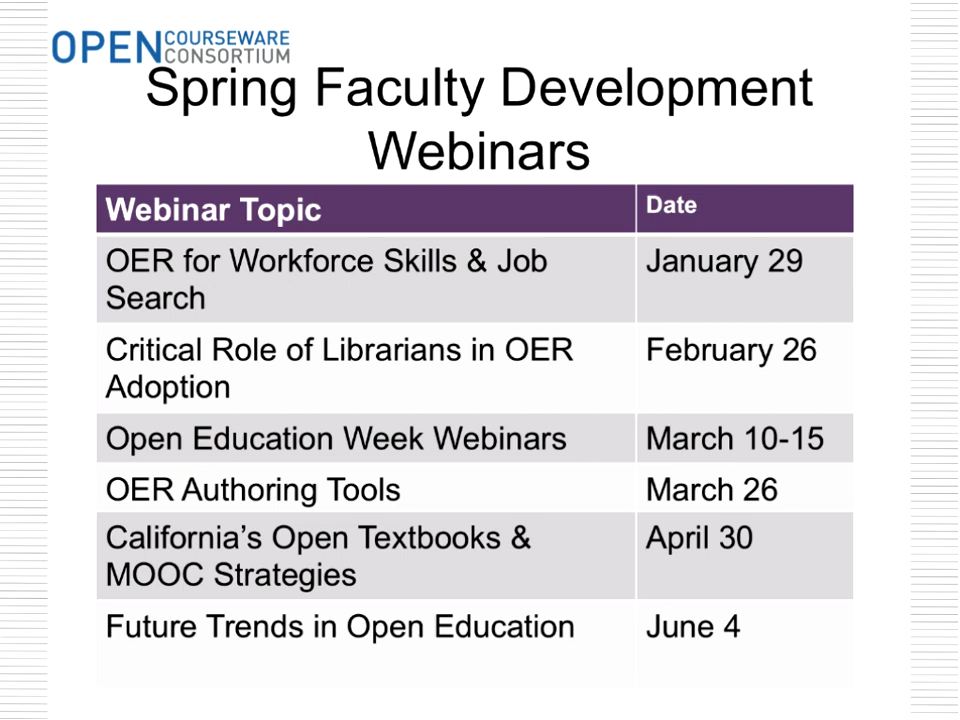 OPEN COURSEWARE CONSORTIUM
Spring Faculty Development
Webinars
Webinar Topic Date
OER for Workforce Skills & Job January 29
Search
Critical Role of Librarians in OER February 26
Adoption
Open Education Week Webinars March 10-15
OER Authoring Tools March 26
California’s Open Textbooks & April 30
MOOC Strategies
Future Trends in Open Education June 4